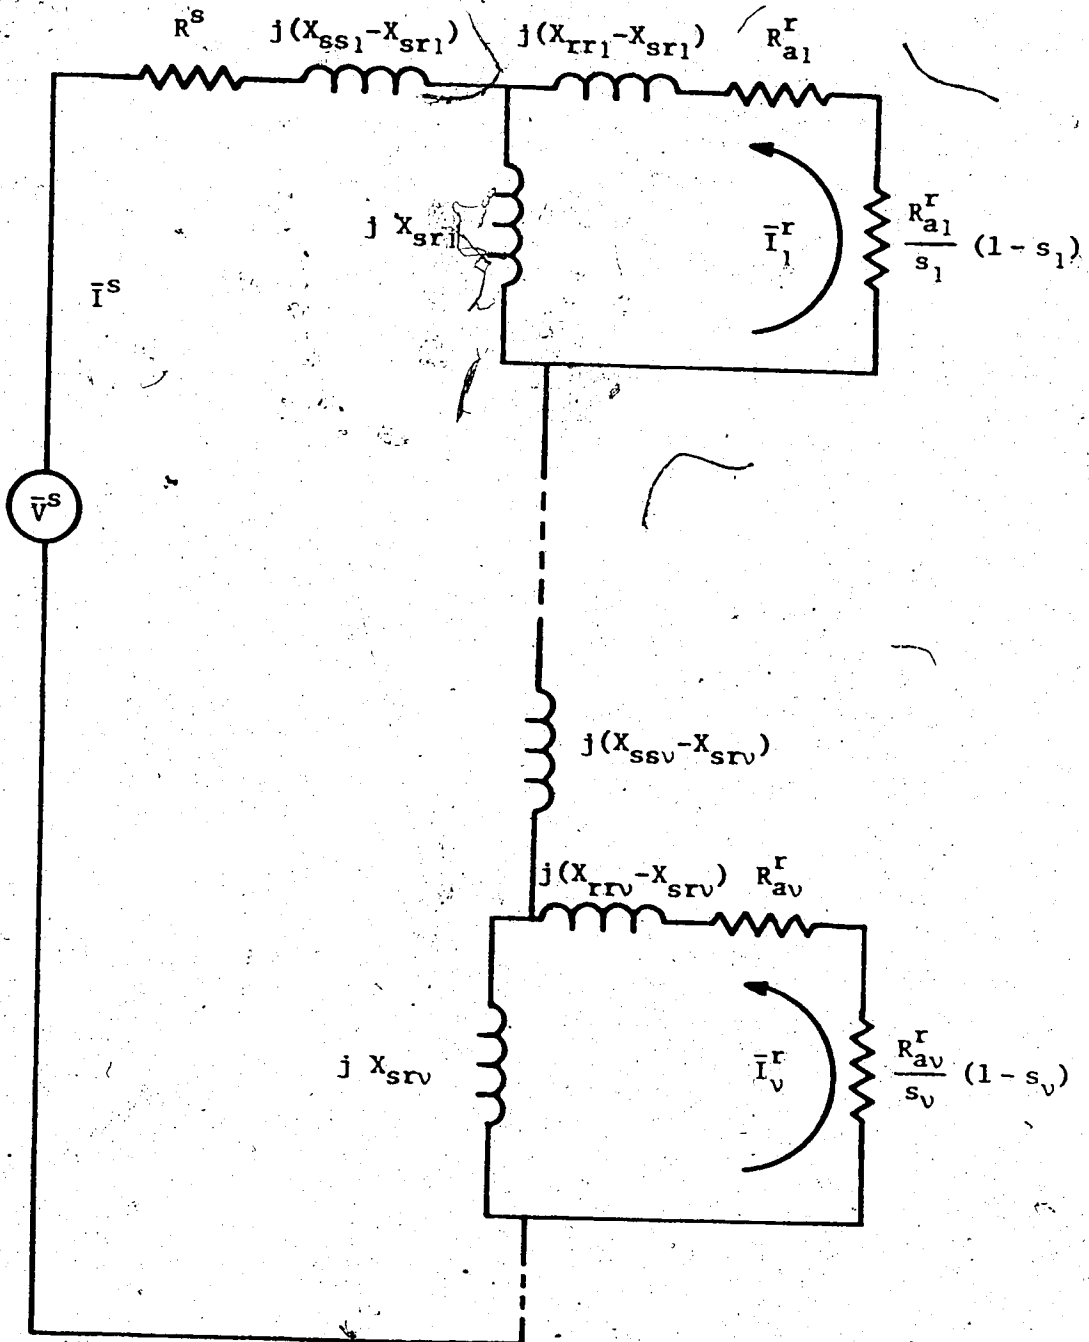 R^s
j(X_ss1 - X_sr1)
j(X_rr1 - X_sr1)
R^r_a1
j X_sr1
Ī^r_1
R^r_a1 / s_1 (1 - s_1)
Ī^s
V̄^s
j(X_ssν - X_srν)
j(X_rrν - X_srν)
R^r_aν
j X_srν
Ī^r_ν
R^r_aν / s_ν (1 - s_ν)